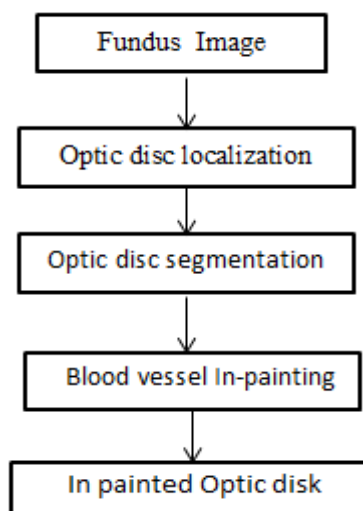 Fundus Image
Optic disc localization
Optic disc segmentation
Blood vessel In-painting
In painted Optic disk